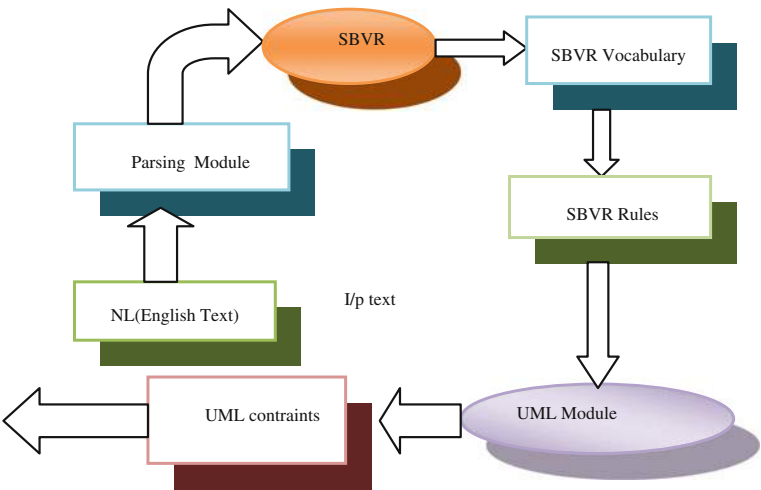 SBVR
SBVR Vocabulary
Parsing Module
SBVR Rules
NL(English Text)
I/p text
UML contraints
UML Module